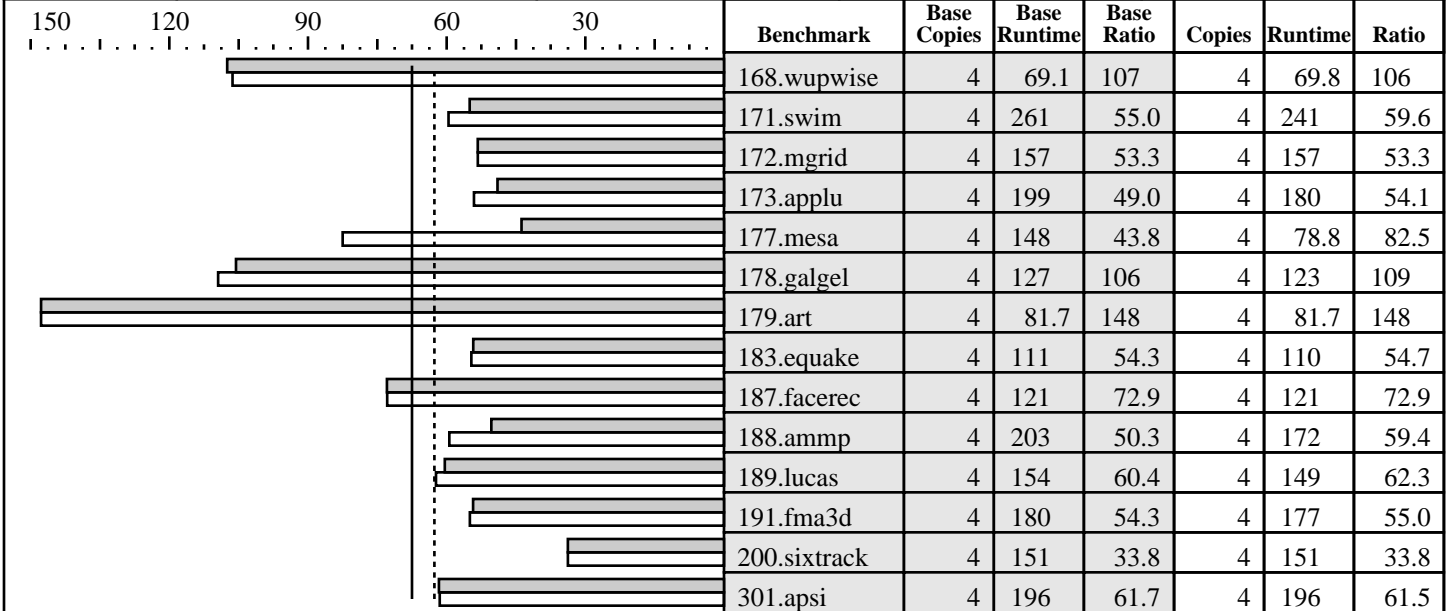 150 120 90 60 30
Benchmark Base Copies Base Runtime Base Ratio Copies Runtime Ratio
168.wupwise 4 69.1 107 4 69.8 106
171.swim 4 261 55.0 4 241 59.6
172.mgrid 4 157 53.3 4 157 53.3
173.applu 4 199 49.0 4 180 54.1
177.mesa 4 148 43.8 4 78.8 82.5
178.galgel 4 127 106 4 123 109
179.art 4 81.7 148 4 81.7 148
183.equake 4 111 54.3 4 110 54.7
187.facerec 4 121 72.9 4 121 72.9
188.ammp 4 203 50.3 4 172 59.4
189.lucas 4 154 60.4 4 149 62.3
191.fma3d 4 180 54.3 4 177 55.0
200.sixtrack 4 151 33.8 4 151 33.8
301.apsi 4 196 61.7 4 196 61.5